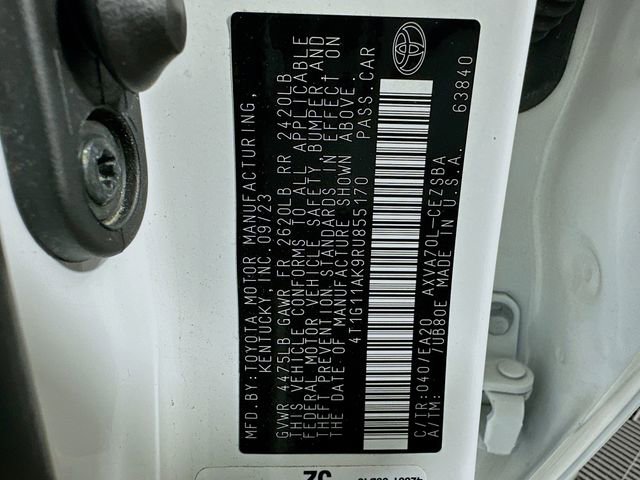 MFD.BY:TOYOTA MOTOR MANUFACTURING,
KENTUCKY, INC. 09/23
GVWR 4475LB GAWR FR 2620LB RR 2420LB
THIS VEHICLE CONFORMS TO ALL APPLICABLE
FEDERAL MOTOR VEHICLE SAFETY, BUMPER AND
THEFT PREVENTION STANDARDS IN EFFECT ON
THE DATE OF MANUFACTURE SHOWN ABOVE.
4T1G11AK9RU855170 PASS.CAR
C/TR:040/EA20 AXVA70L-CEZSBA
A/TM: 7UB80E MADE IN U.S.A. 63840